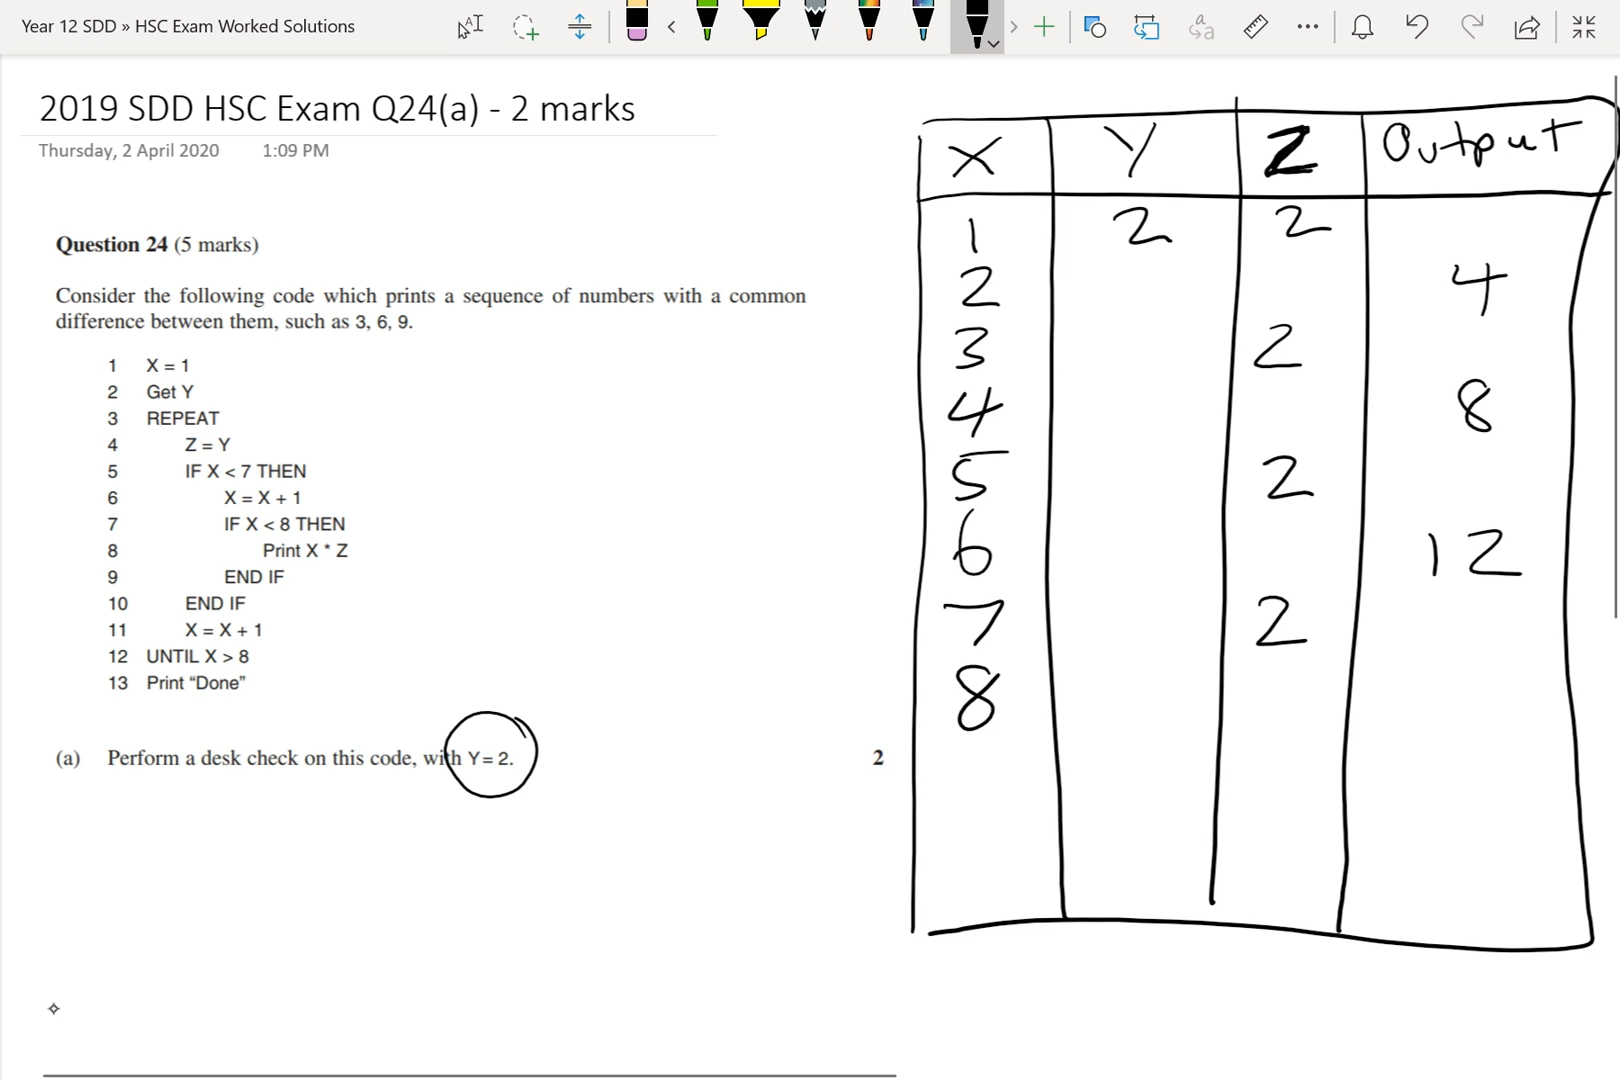 Year 12 SDD » HSC Exam Worked Solutions
2019 SDD HSC Exam Q24(a) - 2 marks
Thursday, 2 April 2020 1:09 PM
Question 24 (5 marks)
Consider the following code which prints a sequence of numbers with a common
difference between them, such as 3, 6, 9.
1 X = 1
2 Get Y
3 REPEAT
4 Z = Y
5 IF X < 7 THEN
6 X = X + 1
7 IF X < 8 THEN
8 Print X * Z
9 END IF
10 END IF
11 X = X + 1
12 UNTIL X > 8
13 Print “Done”
(a) Perform a desk check on this code, with Y = 2. 2
X Y Z Output
1 2 2
2 4
3 2
4 8
5 2
6 12
7 2
8